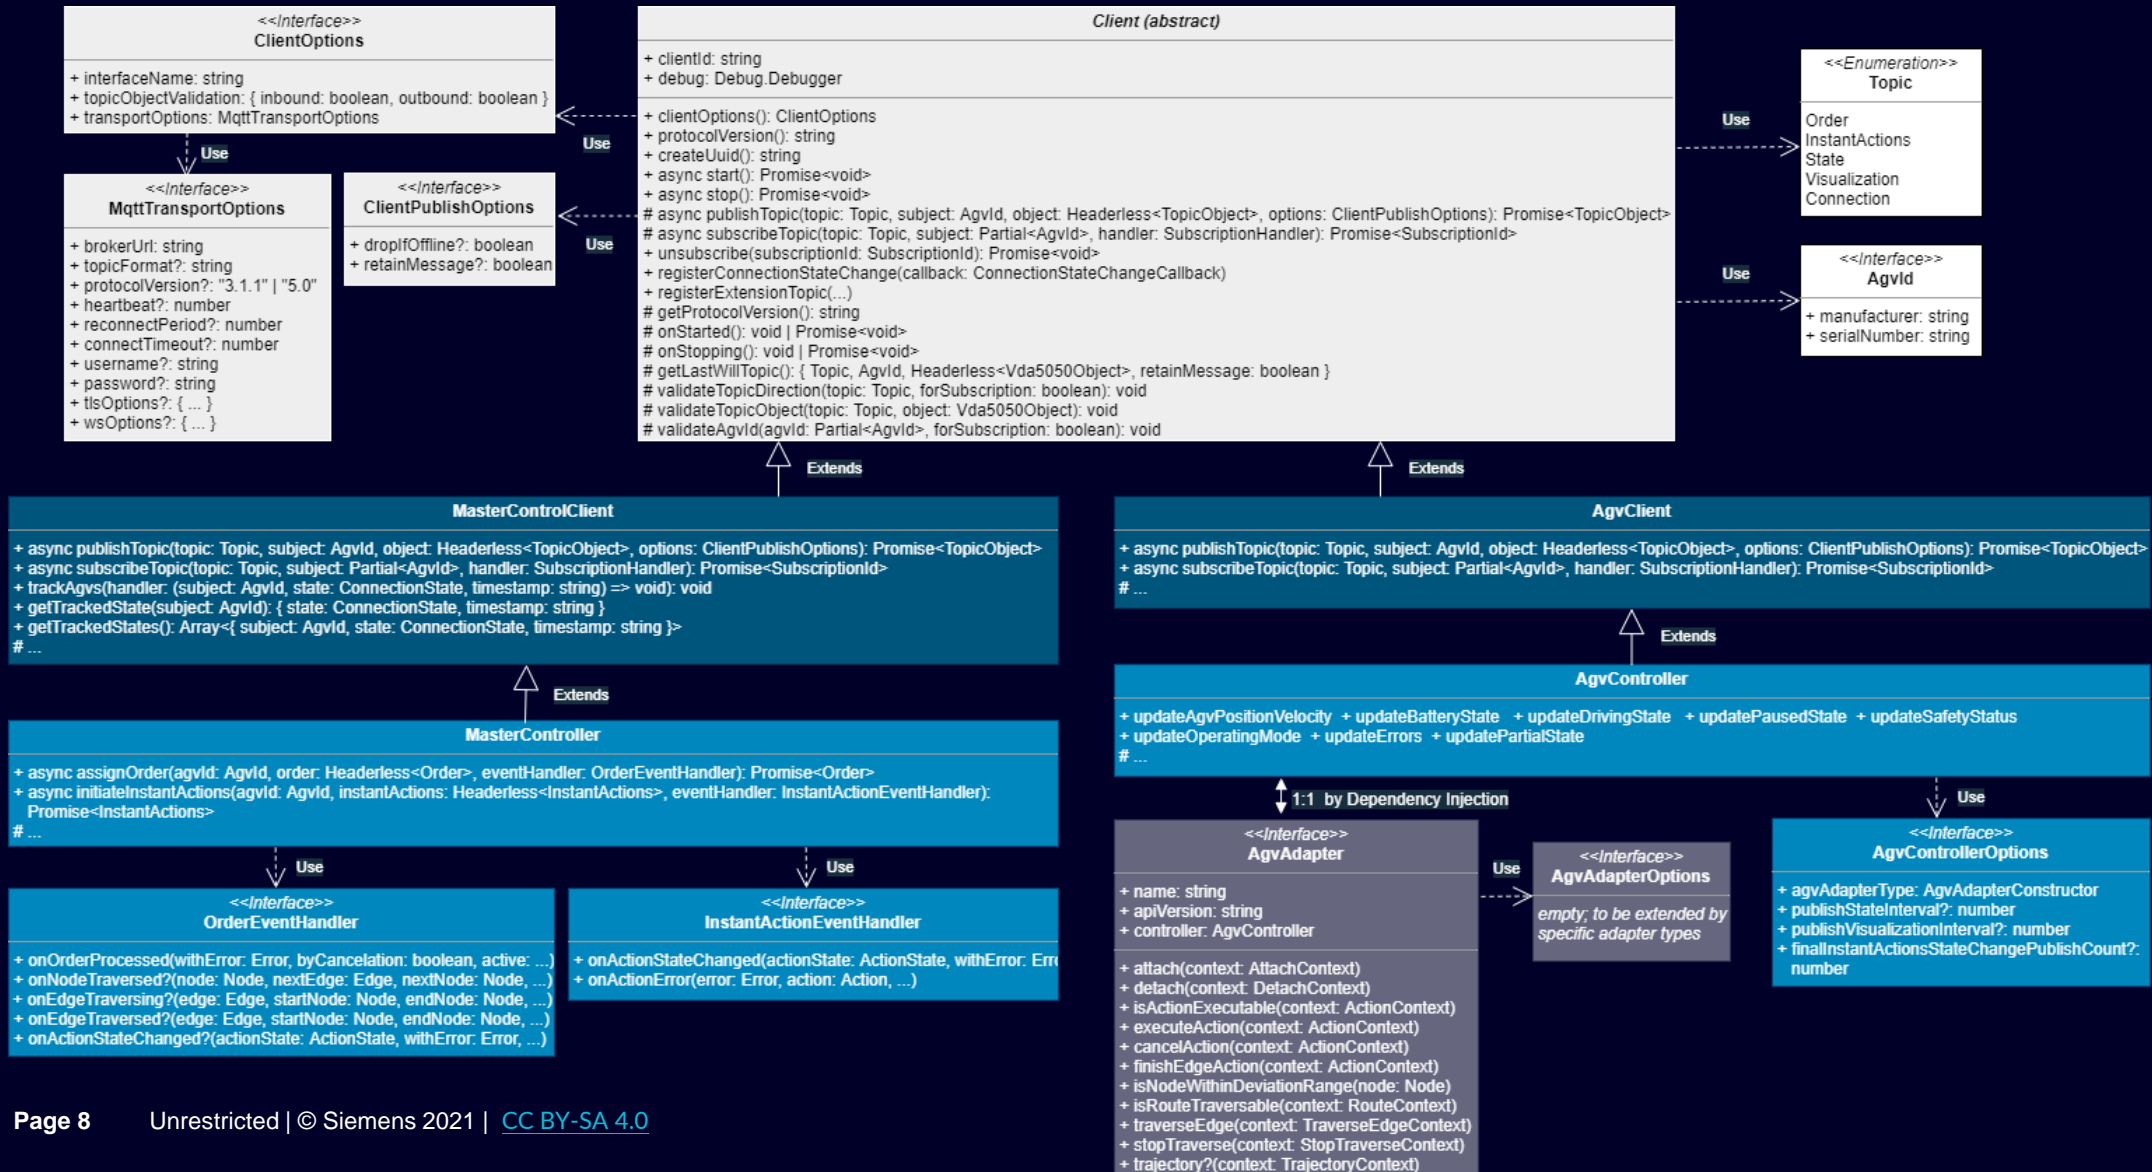 <<Interface>>
ClientOptions
+ interfaceName: string
+ topicObjectValidation: { inbound: boolean, outbound: boolean }
+ transportOptions: MqttTransportOptions
Use
<<Interface>>
MqttTransportOptions
+ brokerUrl: string
+ topicFormat?: string
+ protocolVersion?: "3.1.1" | "5.0"
+ heartbeat?: number
+ reconnectPeriod?: number
+ connectTimeout?: number
+ username?: string
+ password?: string
+ tlsOptions?: { ... }
+ wsOptions?: { ... }
<<Interface>>
ClientPublishOptions
+ dropIfOffline?: boolean
+ retainMessage?: boolean
Use
Use
Client (abstract)
+ clientId: string
+ debug: Debug.Debugger
+ clientOptions(): ClientOptions
+ protocolVersion(): string
+ createUuid(): string
+ async start(): Promise<void>
+ async stop(): Promise<void>
# async publishTopic(topic: Topic, subject: AgvId, object: Headerless<TopicObject>, options: ClientPublishOptions): Promise<TopicObject>
# async subscribeTopic(topic: Topic, subject: Partial<AgvId>, handler: SubscriptionHandler): Promise<SubscriptionId>
+ unsubscribe(subscriptionId: SubscriptionId): Promise<void>
+ registerConnectionStateChange(callback: ConnectionStateChangeCallback)
+ registerExtensionTopic(...)
# getProtocolVersion(): string
# onStarted(): void | Promise<void>
# onStopping(): void | Promise<void>
# getLastWillTopic(): { Topic, AgvId, Headerless<Vda5050Object>, retainMessage: boolean }
# validateTopicDirection(topic: Topic, forSubscription: boolean): void
# validateTopicObject(topic: Topic, object: Vda5050Object): void
# validateAgvId(agvId: Partial<AgvId>, forSubscription: boolean): void
Use
<<Enumeration>>
Topic
Order
InstantActions
State
Visualization
Connection
Use
<<Interface>>
AgvId
+ manufacturer: string
+ serialNumber: string
Extends
Extends
MasterControlClient
+ async publishTopic(topic: Topic, subject: AgvId, object: Headerless<TopicObject>, options: ClientPublishOptions): Promise<TopicObject>
+ async subscribeTopic(topic: Topic, subject: Partial<AgvId>, handler: SubscriptionHandler): Promise<SubscriptionId>
+ trackAgvs(handler: (subject: AgvId, state: ConnectionState, timestamp: string) => void): void
+ getTrackedState(subject: AgvId): { state: ConnectionState, timestamp: string }
+ getTrackedStates(): Array<{ subject: AgvId, state: ConnectionState, timestamp: string }>
# ...
Extends
MasterController
+ async assignOrder(agvId: AgvId, order: Headerless<Order>, eventHandler: OrderEventHandler): Promise<Order>
+ async initiateInstantActions(agvId: AgvId, instantActions: Headerless<InstantActions>, eventHandler: InstantActionEventHandler):
Promise<InstantActions>
# ...
Use
Use
<<Interface>>
OrderEventHandler
+ onOrderProcessed(withError: Error, byCancelation: boolean, active: ...)
+ onNodeTraversed?(node: Node, nextEdge: Edge, nextNode: Node, ...)
+ onEdgeTraversing?(edge: Edge, startNode: Node, endNode: Node, ...)
+ onEdgeTraversed?(edge: Edge, startNode: Node, endNode: Node, ...)
+ onActionStateChanged?(actionState: ActionState, withError: Error, ...)
<<Interface>>
InstantActionEventHandler
+ onActionStateChanged(actionState: ActionState, withError: Erro
+ onActionError(error: Error, action: Action, ...)
AgvClient
+ async publishTopic(topic: Topic, subject: AgvId, object: Headerless<TopicObject>, options: ClientPublishOptions): Promise<TopicObject>
+ async subscribeTopic(topic: Topic, subject: Partial<AgvId>, handler: SubscriptionHandler): Promise<SubscriptionId>
# ...
Extends
AgvController
+ updateAgvPositionVelocity + updateBatteryState + updateDrivingState + updatePausedState + updateSafetyStatus
+ updateOperatingMode + updateErrors + updatePartialState
# ...
1:1 by Dependency Injection
Use
<<Interface>>
AgvAdapter
+ name: string
+ apiVersion: string
+ controller: AgvController
+ attach(context: AttachContext)
+ detach(context: DetachContext)
+ isActionExecutable(context: ActionContext)
+ executeAction(context: ActionContext)
+ cancelAction(context: ActionContext)
+ finishEdgeAction(context: ActionContext)
+ isNodeWithinDeviationRange(node: Node)
+ isRouteTraversable(context: RouteContext)
+ traverseEdge(context: TraverseEdgeContext)
+ stopTraverse(context: StopTraverseContext)
+ trajectory?(context: TrajectoryContext)
Use
<<Interface>>
AgvAdapterOptions
empty; to be extended by
specific adapter types
<<Interface>>
AgvControllerOptions
+ agvAdapterType: AgvAdapterConstructor
+ publishStateInterval?: number
+ publishVisualizationInterval?: number
+ finalInstantActionsStateChangePublishCount?:
number
Page 8 Unrestricted | © Siemens 2021 | CC BY-SA 4.0